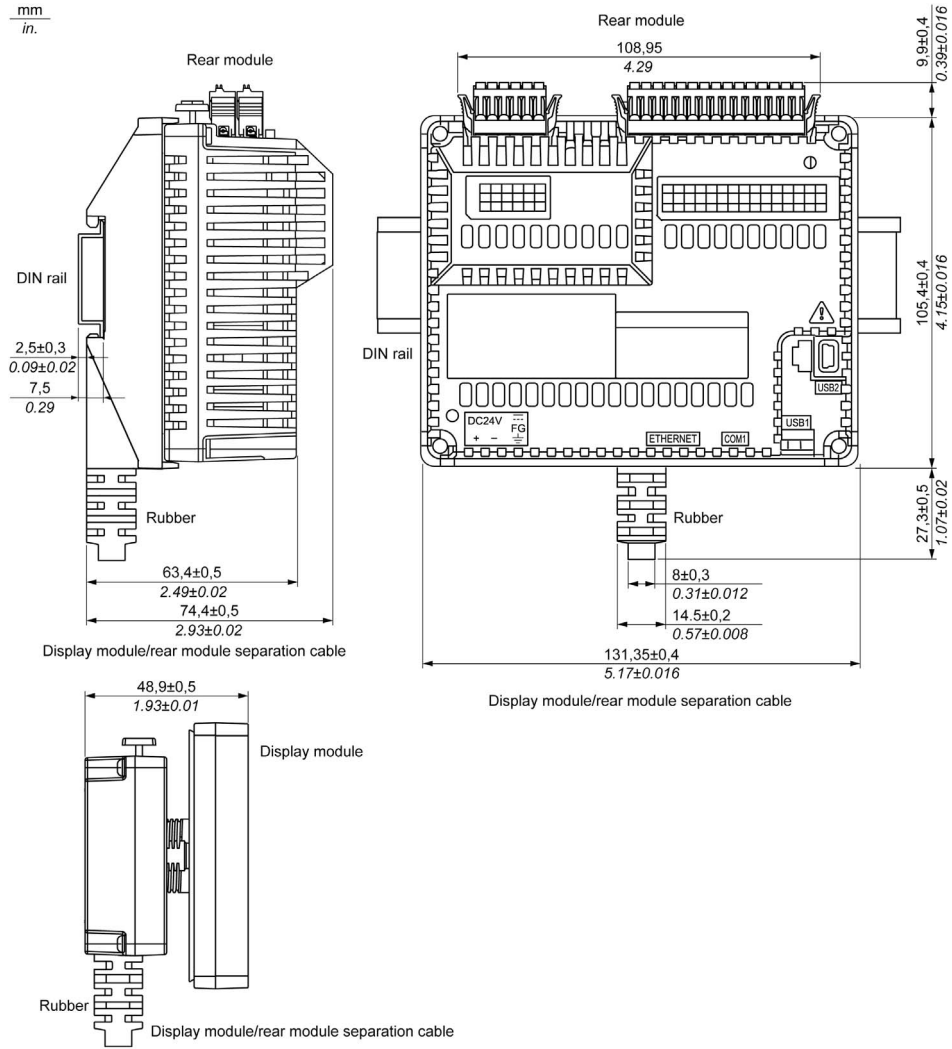 mm
in.
Rear module
DIN rail
2,5±0,3
0.09±0.02
7,5
0.29
Rubber
63,4±0,5
2.49±0.02
74,4±0,5
2.93±0.02
Display module/rear module separation cable
Rear module
108,95
4.29
9,9±0,4
0.39±0.016
105,4±0,4
4.15±0.016
DIN rail
USB2
USB1
DC24V
FG
+ −
ETHERNET
COM1
Rubber
27,3±0,5
1.07±0.02
8±0,3
0.31±0.012
14.5±0,2
0.57±0.008
131,35±0,4
5.17±0.016
Display module/rear module separation cable
48,9±0,5
1.93±0.01
Display module
Rubber
Display module/rear module separation cable